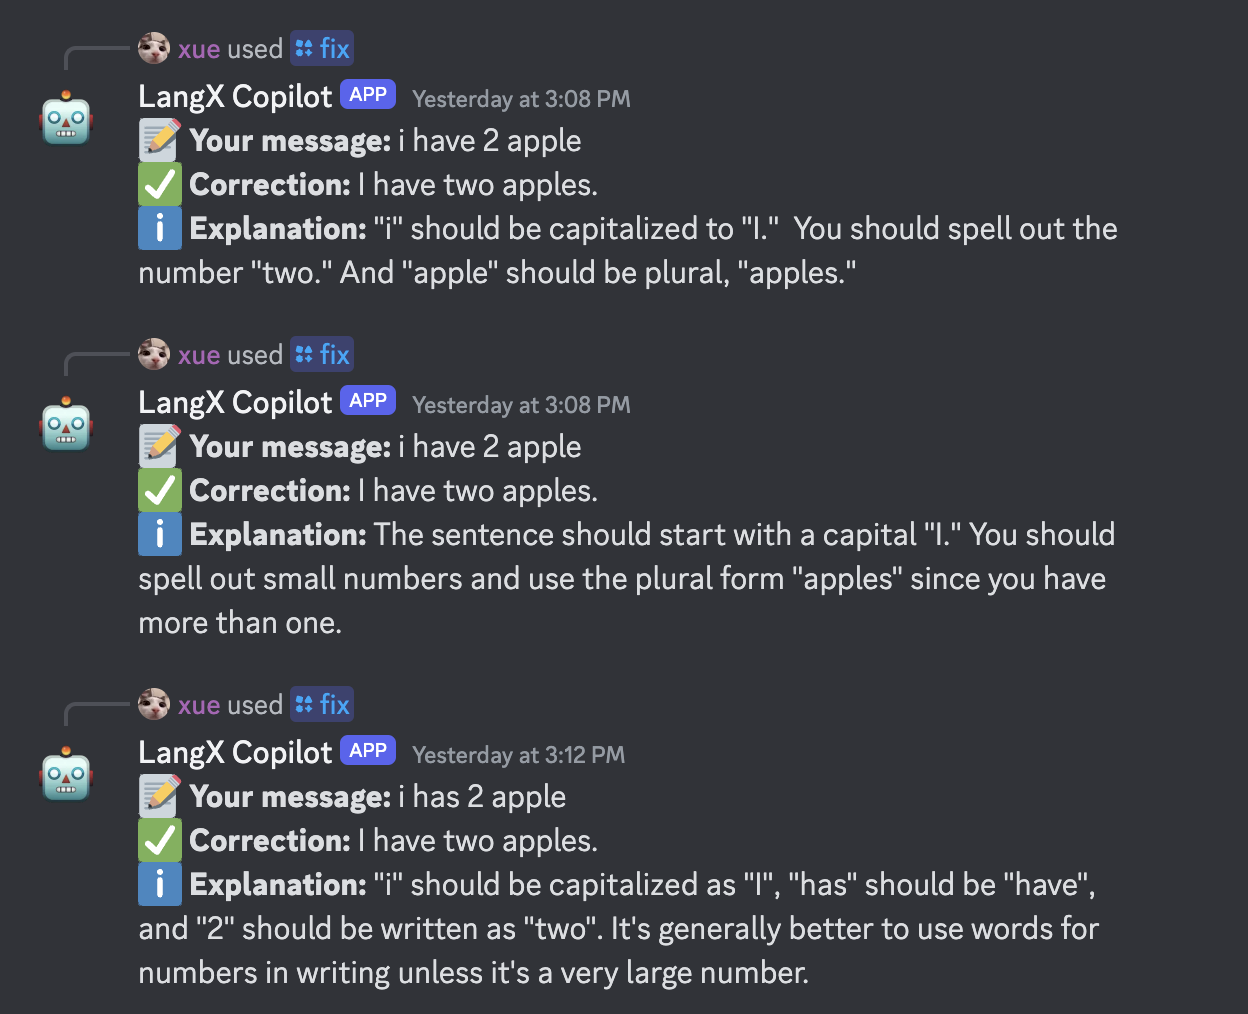 xue used fix
LangX Copilot APP Yesterday at 3:08 PM
Your message: i have 2 apple
Correction: I have two apples.
Explanation: "i" should be capitalized to "I."  You should spell out the
number "two." And "apple" should be plural, "apples."
xue used fix
LangX Copilot APP Yesterday at 3:08 PM
Your message: i have 2 apple
Correction: I have two apples.
Explanation: The sentence should start with a capital "I." You should
spell out small numbers and use the plural form "apples" since you have
more than one.
xue used fix
LangX Copilot APP Yesterday at 3:12 PM
Your message: i has 2 apple
Correction: I have two apples.
Explanation: "i" should be capitalized as "I", "has" should be "have",
and "2" should be written as "two". It's generally better to use words for
numbers in writing unless it's a very large number.